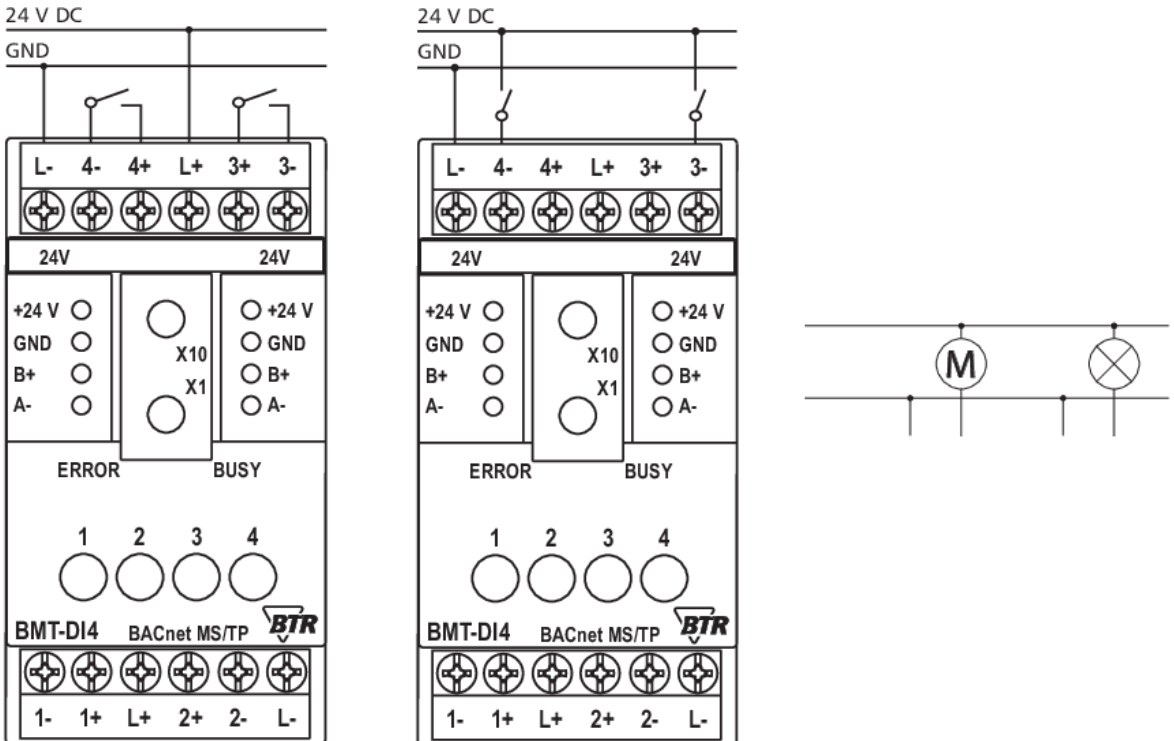 24 V DC
GND
L- 4- 4+ L+ 3+ 3-
24V 24V
+24 V +24 V
GND GND
X10
B+ B+
X1
A- A-
ERROR BUSY
1 2 3 4
BMT-DI4 BACnet MS/TP BTR
1- 1+ L+ 2+ 2- L-
24 V DC
GND
L- 4- 4+ L+ 3+ 3-
24V 24V
+24 V +24 V
GND GND
X10
B+ B+
X1
A- A-
ERROR BUSY
1 2 3 4
BMT-DI4 BACnet MS/TP BTR
1- 1+ L+ 2+ 2- L-
M